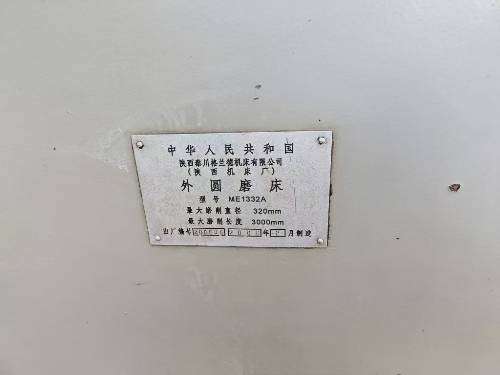 中华人民共和国
陕西秦川格兰德机床有限公司
(陕西机床厂)
外圆磨床
型号 ME1332A
最大磨削直径 320mm
最大磨削长度 3000mm
出厂编号 年 月制造